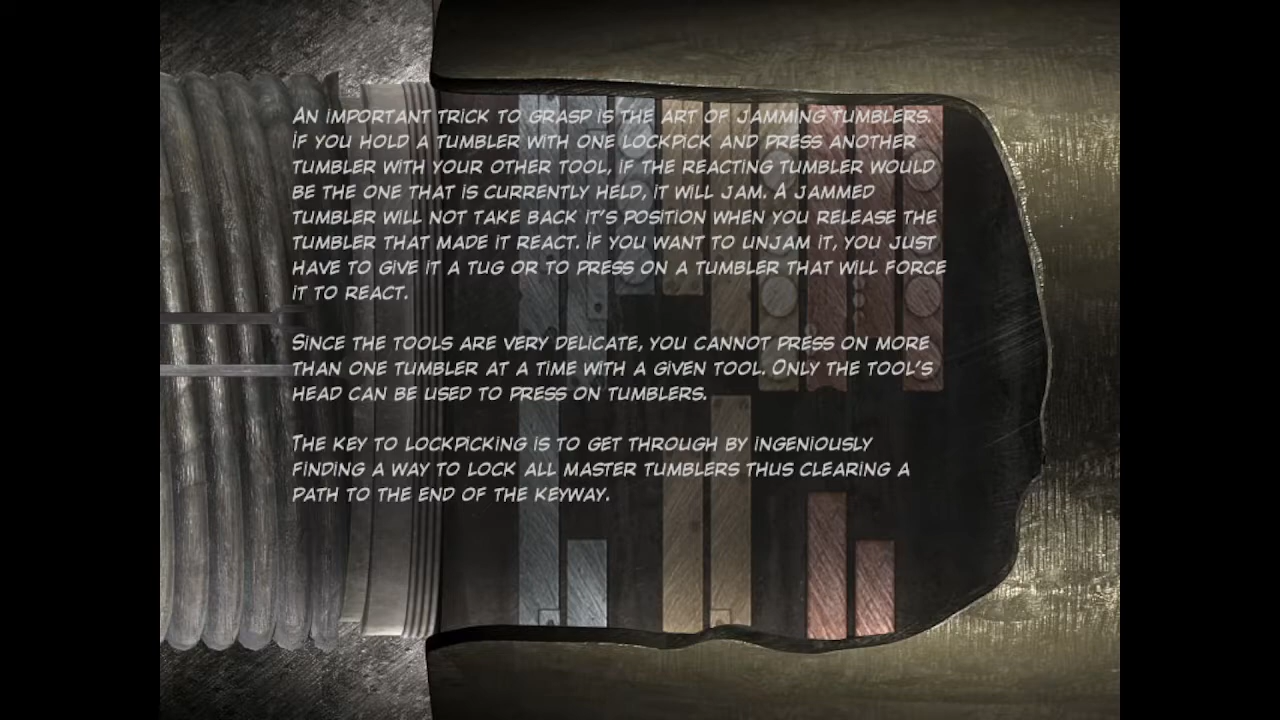 An important trick to grasp is the art of jamming tumblers.
If you hold a tumbler with one lockpick and press another
tumbler with your other tool, if the reacting tumbler would
be the one that is currently held, it will jam. A jammed
tumbler will not take back it's position when you release the
tumbler that made it react. If you want to unjam it, you just
have to give it a tug or to press on a tumbler that will force
it to react.
Since the tools are very delicate, you cannot press on more
than one tumbler at a time with a given tool. Only the tool's
head can be used to press on tumblers.
The key to lockpicking is to get through by ingeniously
finding a way to lock all master tumblers thus clearing a
path to the end of the keyway.